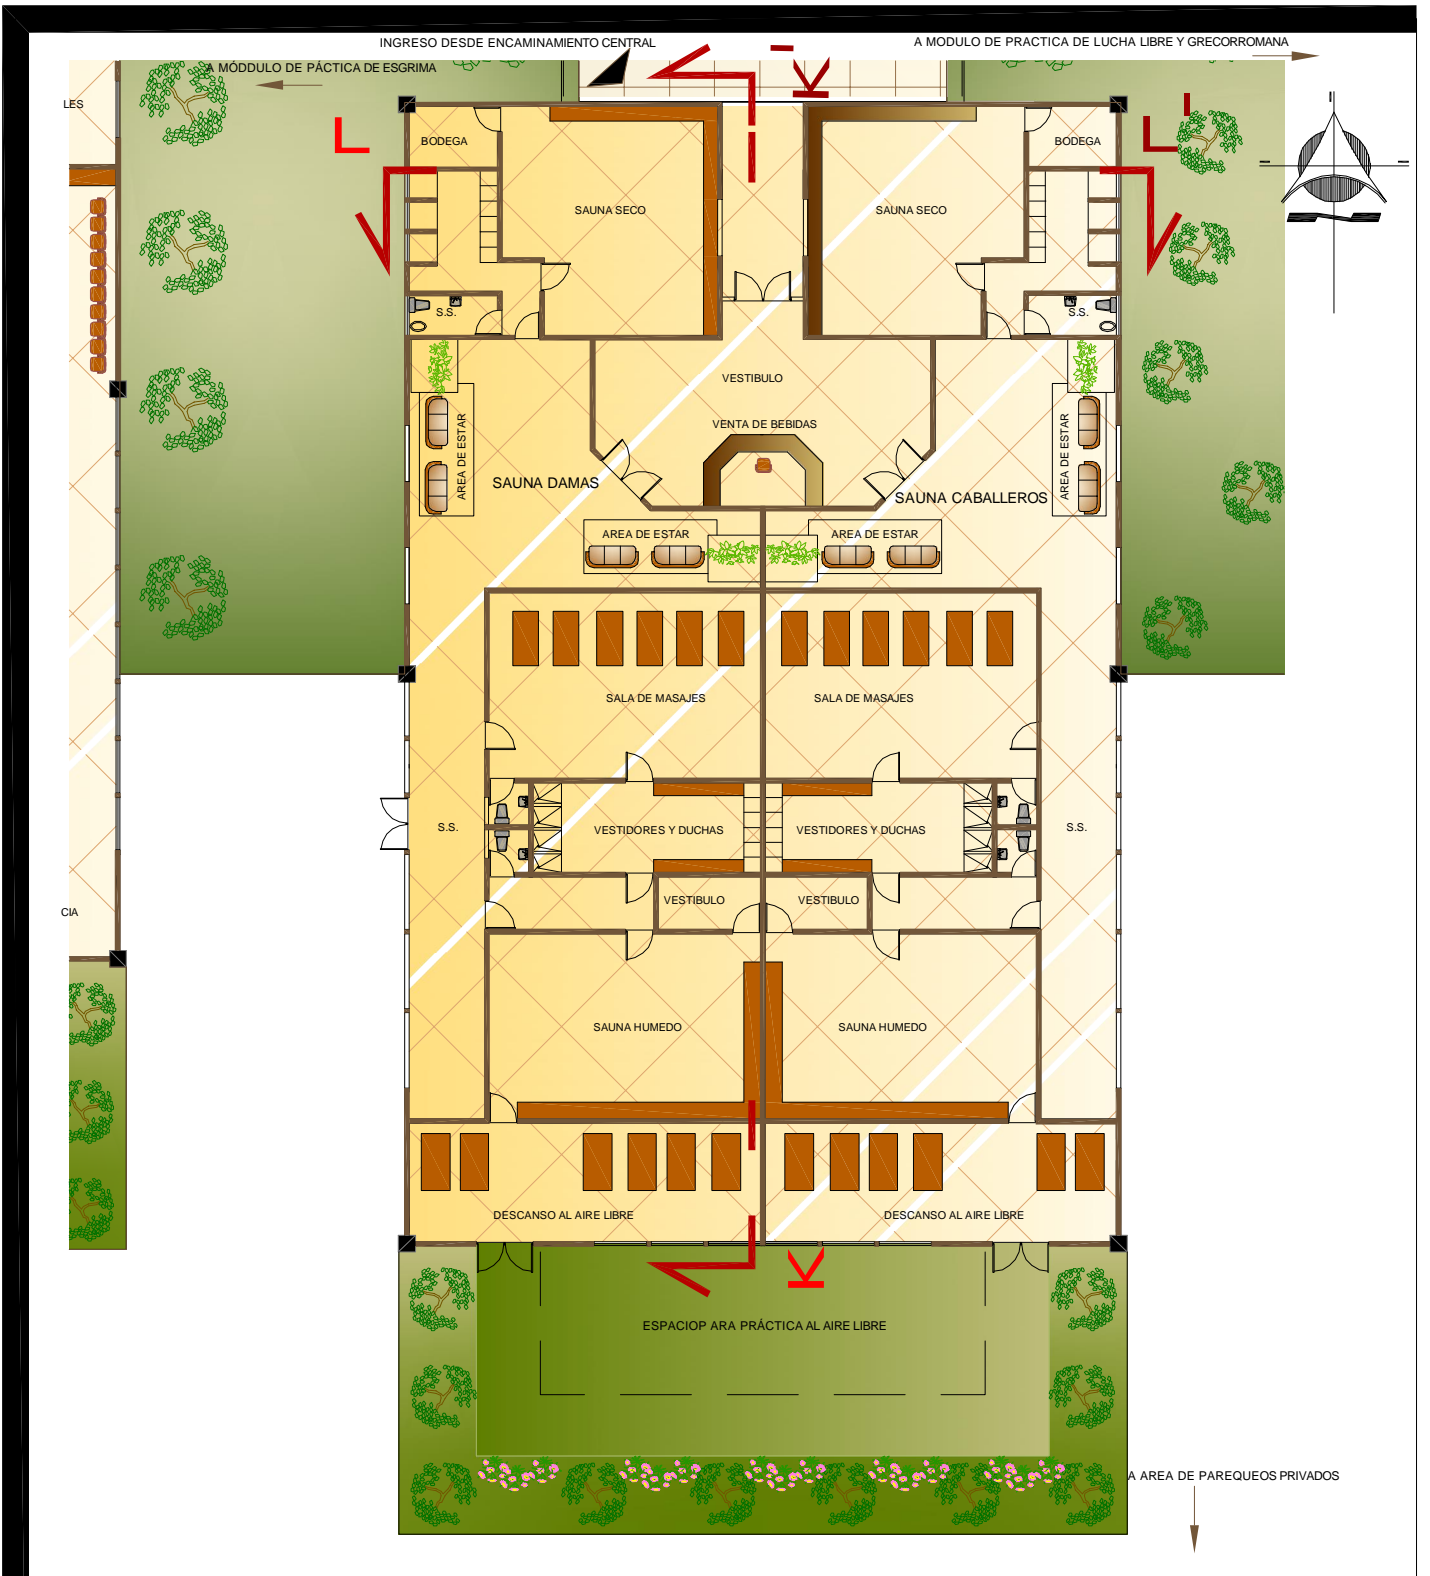 INGRESO DESDE ENCAMINAMIENTO CENTRAL
A MODULO DE PRACTICA DE LUCHA LIBRE Y GRECORROMANA
A MÓDDULO DE PÁCTICA DE ESGRIMA
K
LES
L
L
BODEGA
BODEGA
SAUNA SECO
SAUNA SECO
S.S.
S.S.
VESTIBULO
VENTA DE BEBIDAS
AREA DE ESTAR
AREA DE ESTAR
SAUNA DAMAS
SAUNA CABALLEROS
AREA DE ESTAR
AREA DE ESTAR
SALA DE MASAJES
SALA DE MASAJES
S.S.
VESTIDORES Y DUCHAS
VESTIDORES Y DUCHAS
S.S.
VESTIBULO
VESTIBULO
CIA
SAUNA HUMEDO
SAUNA HUMEDO
DESCANSO AL AIRE LIBRE
DESCANSO AL AIRE LIBRE
K
ESPACIOP ARA PRÁCTICA AL AIRE LIBRE
A AREA DE PAREQUEOS PRIVADOS